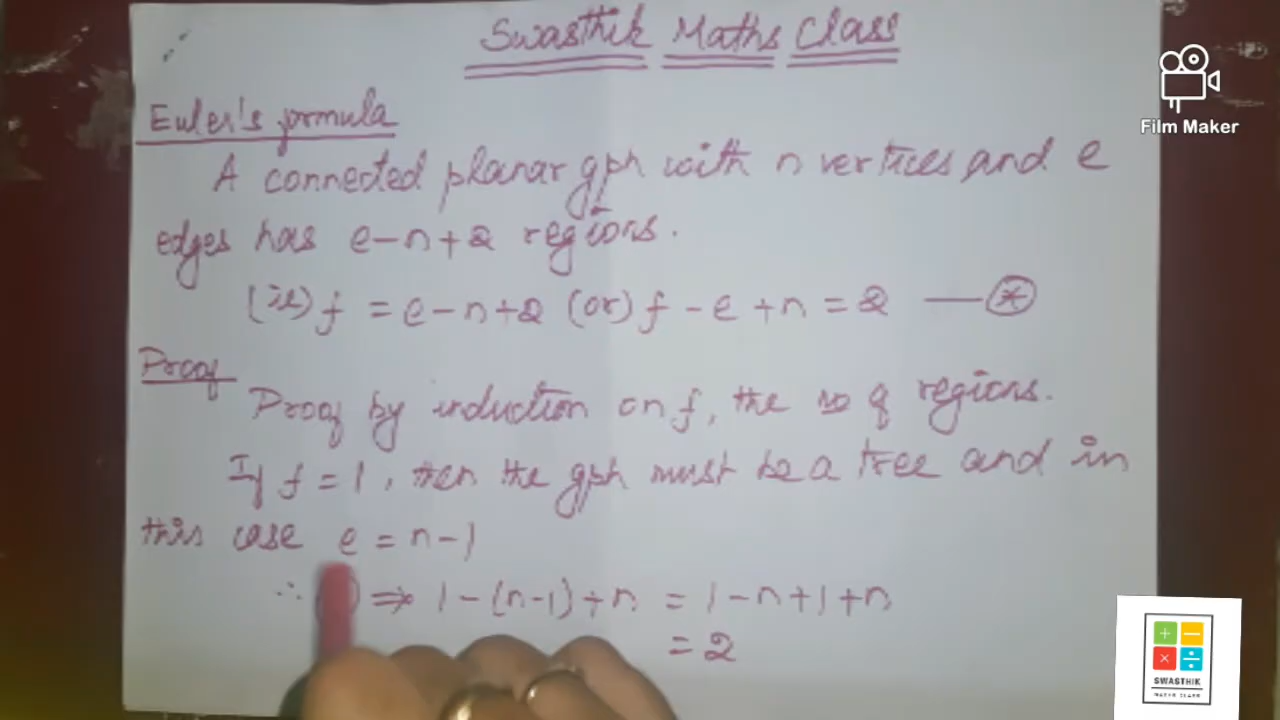 Swasthik Maths Class
Film Maker
Euler's formula
A connected planar gph with n vertices and e
edges has e-n+2 regions.
(ie) f = e-n+2 (or) f - e + n = 2 —— (*)
Proof
Proof by induction on f, the no of regions.
If f = 1, then the gph must be a tree and in
this case e = n-1
∴ ⇒ 1-(n-1)+n = 1-n+1+n
= 2
SWASTHIK
MATHS CLASS